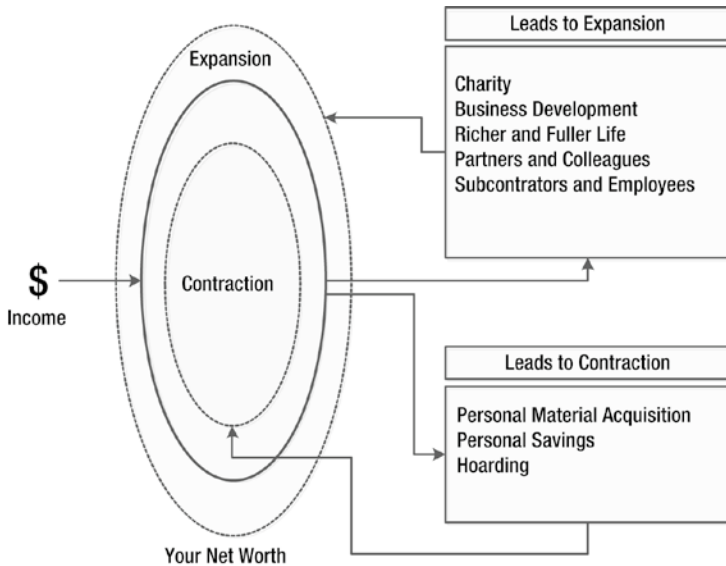 Expansion
Contraction
$
Income
Your Net Worth
Leads to Expansion
Charity
Business Development
Richer and Fuller Life
Partners and Colleagues
Subcontrators and Employees
Leads to Contraction
Personal Material Acquisition
Personal Savings
Hoarding